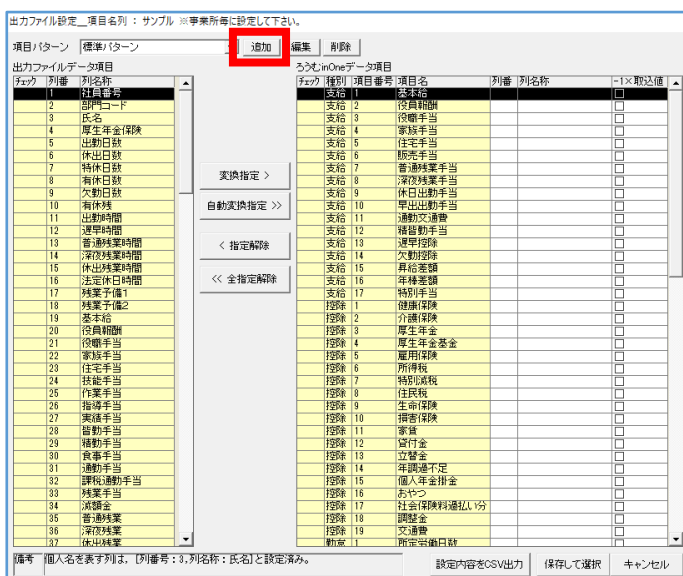 出力ファイル設定__項目名列 : サンプル ※事業所毎に設定して下さい。
項目パターン 標準パターン 追加 編集 削除
出力ファイルデータ項目 ろうむinOneデータ項目
チェック 列番 列名称 チェック 種別 項目番号 項目名 列番 列名称 -1×取込値
1 社員番号 支給 1 基本給
2 部門コード 支給 2 役員報酬
3 氏名 支給 3 役職手当
4 厚生年金保険 支給 4 家族手当
5 出勤日数 支給 5 住宅手当
6 休出日数 支給 6 販売手当
7 特休日数 支給 7 普通残業手当
8 有休日数 支給 8 深夜残業手当
9 欠勤日数 支給 9 休日出勤手当
10 有休残 支給 10 早出出勤手当
11 出勤時間 支給 11 通勤交通費
12 遅早時間 支給 12 精皆勤手当
13 普通残業時間 支給 13 遅早控除
14 深夜残業時間 支給 14 欠勤控除
15 休出残業時間 支給 15 昇給差額
16 法定休日時間 支給 16 年棒差額
17 残業予備1 支給 17 特別手当
18 残業予備2 控除 1 健康保険
19 基本給 控除 2 介護保険
20 役員報酬 控除 3 厚生年金
21 役職手当 控除 4 厚生年金基金
22 家族手当 控除 5 雇用保険
23 住宅手当 控除 6 所得税
24 技能手当 控除 7 特別減税
25 作業手当 控除 8 住民税
26 指導手当 控除 9 生命保険
27 実績手当 控除 10 損害保険
28 皆勤手当 控除 11 家賃
29 精勤手当 控除 12 貸付金
30 食事手当 控除 13 立替金
31 通勤手当 控除 14 年調過不足
32 課税通勤手当 控除 15 個人年金掛金
33 残業手当 控除 16 おやつ
34 減額金 控除 17 社会保険料過払い分
35 普通残業 控除 18 調整金
36 深夜残業 控除 19 交通費
37 休出残業 勤怠 1 所定労働日数
変換指定 >
自動変換指定 >>
< 指定解除
<< 全指定解除
備考 個人名を表す列は、[列番号:3,列名称:氏名]と設定済み。
設定内容をCSV出力 保存して選択 キャンセル